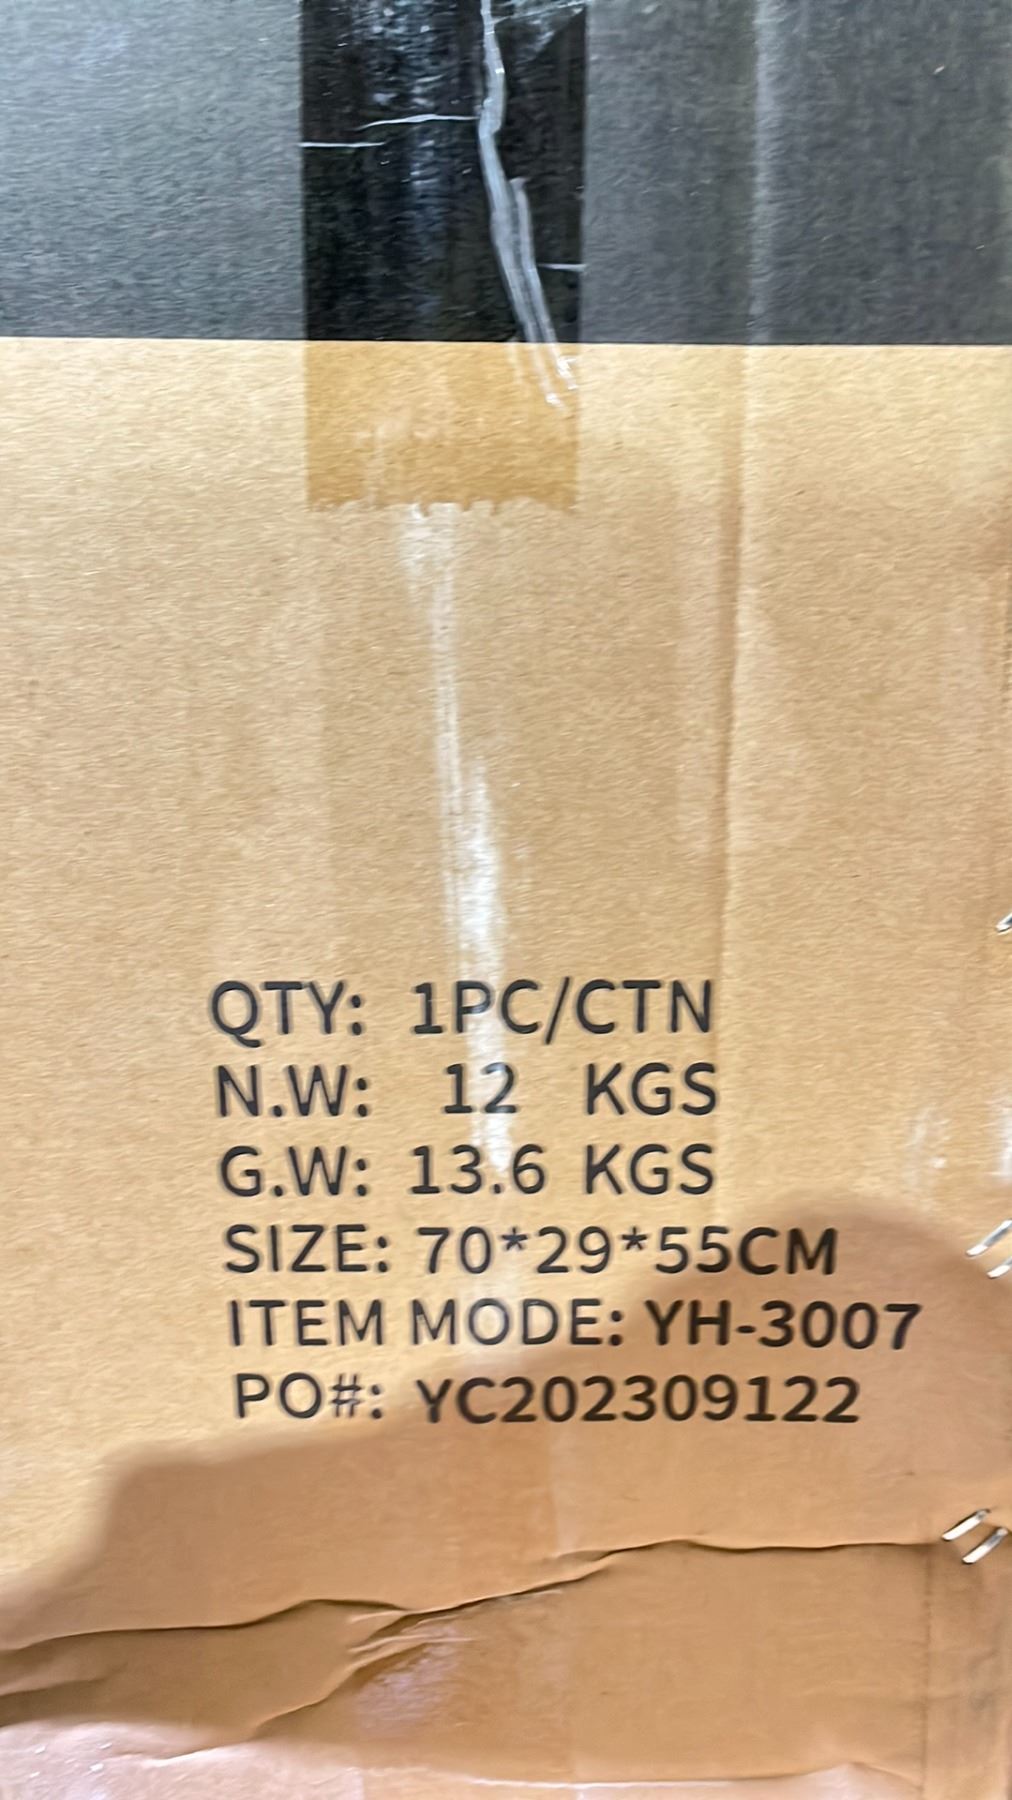 QTY: 1PC/CTN
N.W: 12 KGS
G.W: 13.6 KGS
SIZE: 70*29*55CM
ITEM MODE: YH-3007
PO#: YC202309122